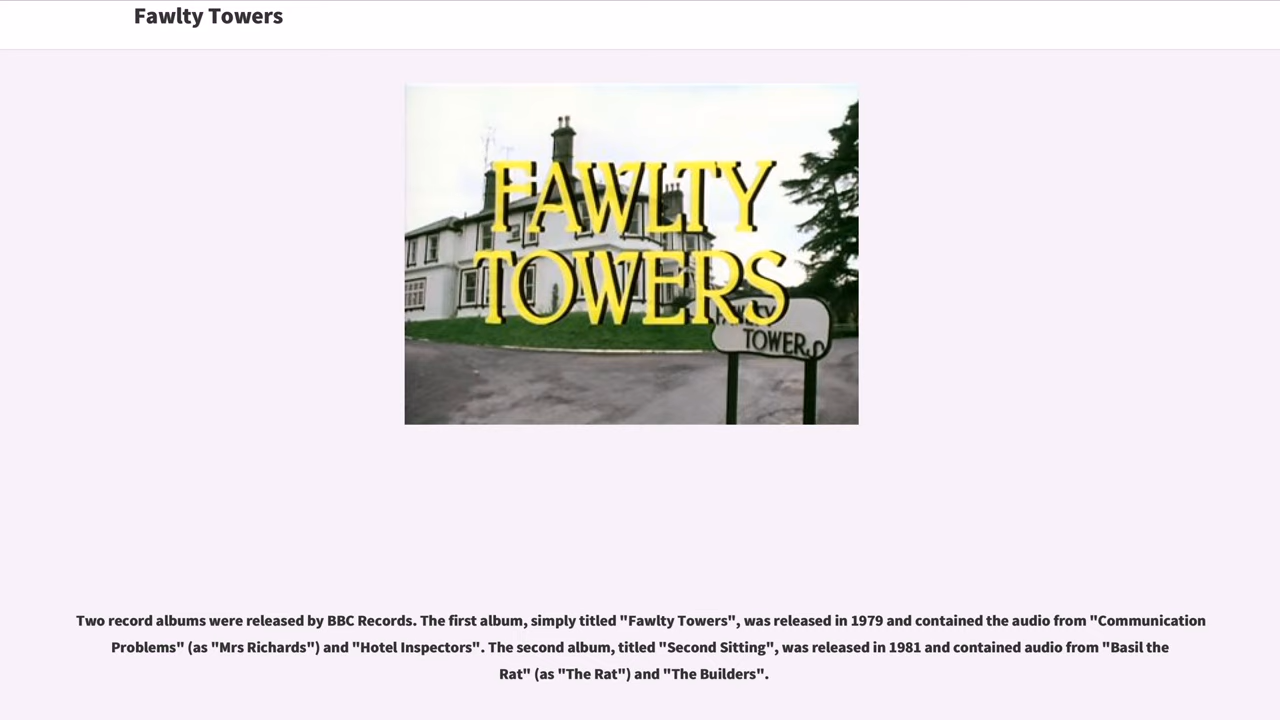 Fawlty Towers
FAWLTY
TOWERS
FAWLTY
TOWERS
Two record albums were released by BBC Records. The first album, simply titled "Fawlty Towers", was released in 1979 and contained the audio from "Communication
Problems" (as "Mrs Richards") and "Hotel Inspectors". The second album, titled "Second Sitting", was released in 1981 and contained audio from "Basil the
Rat" (as "The Rat") and "The Builders".